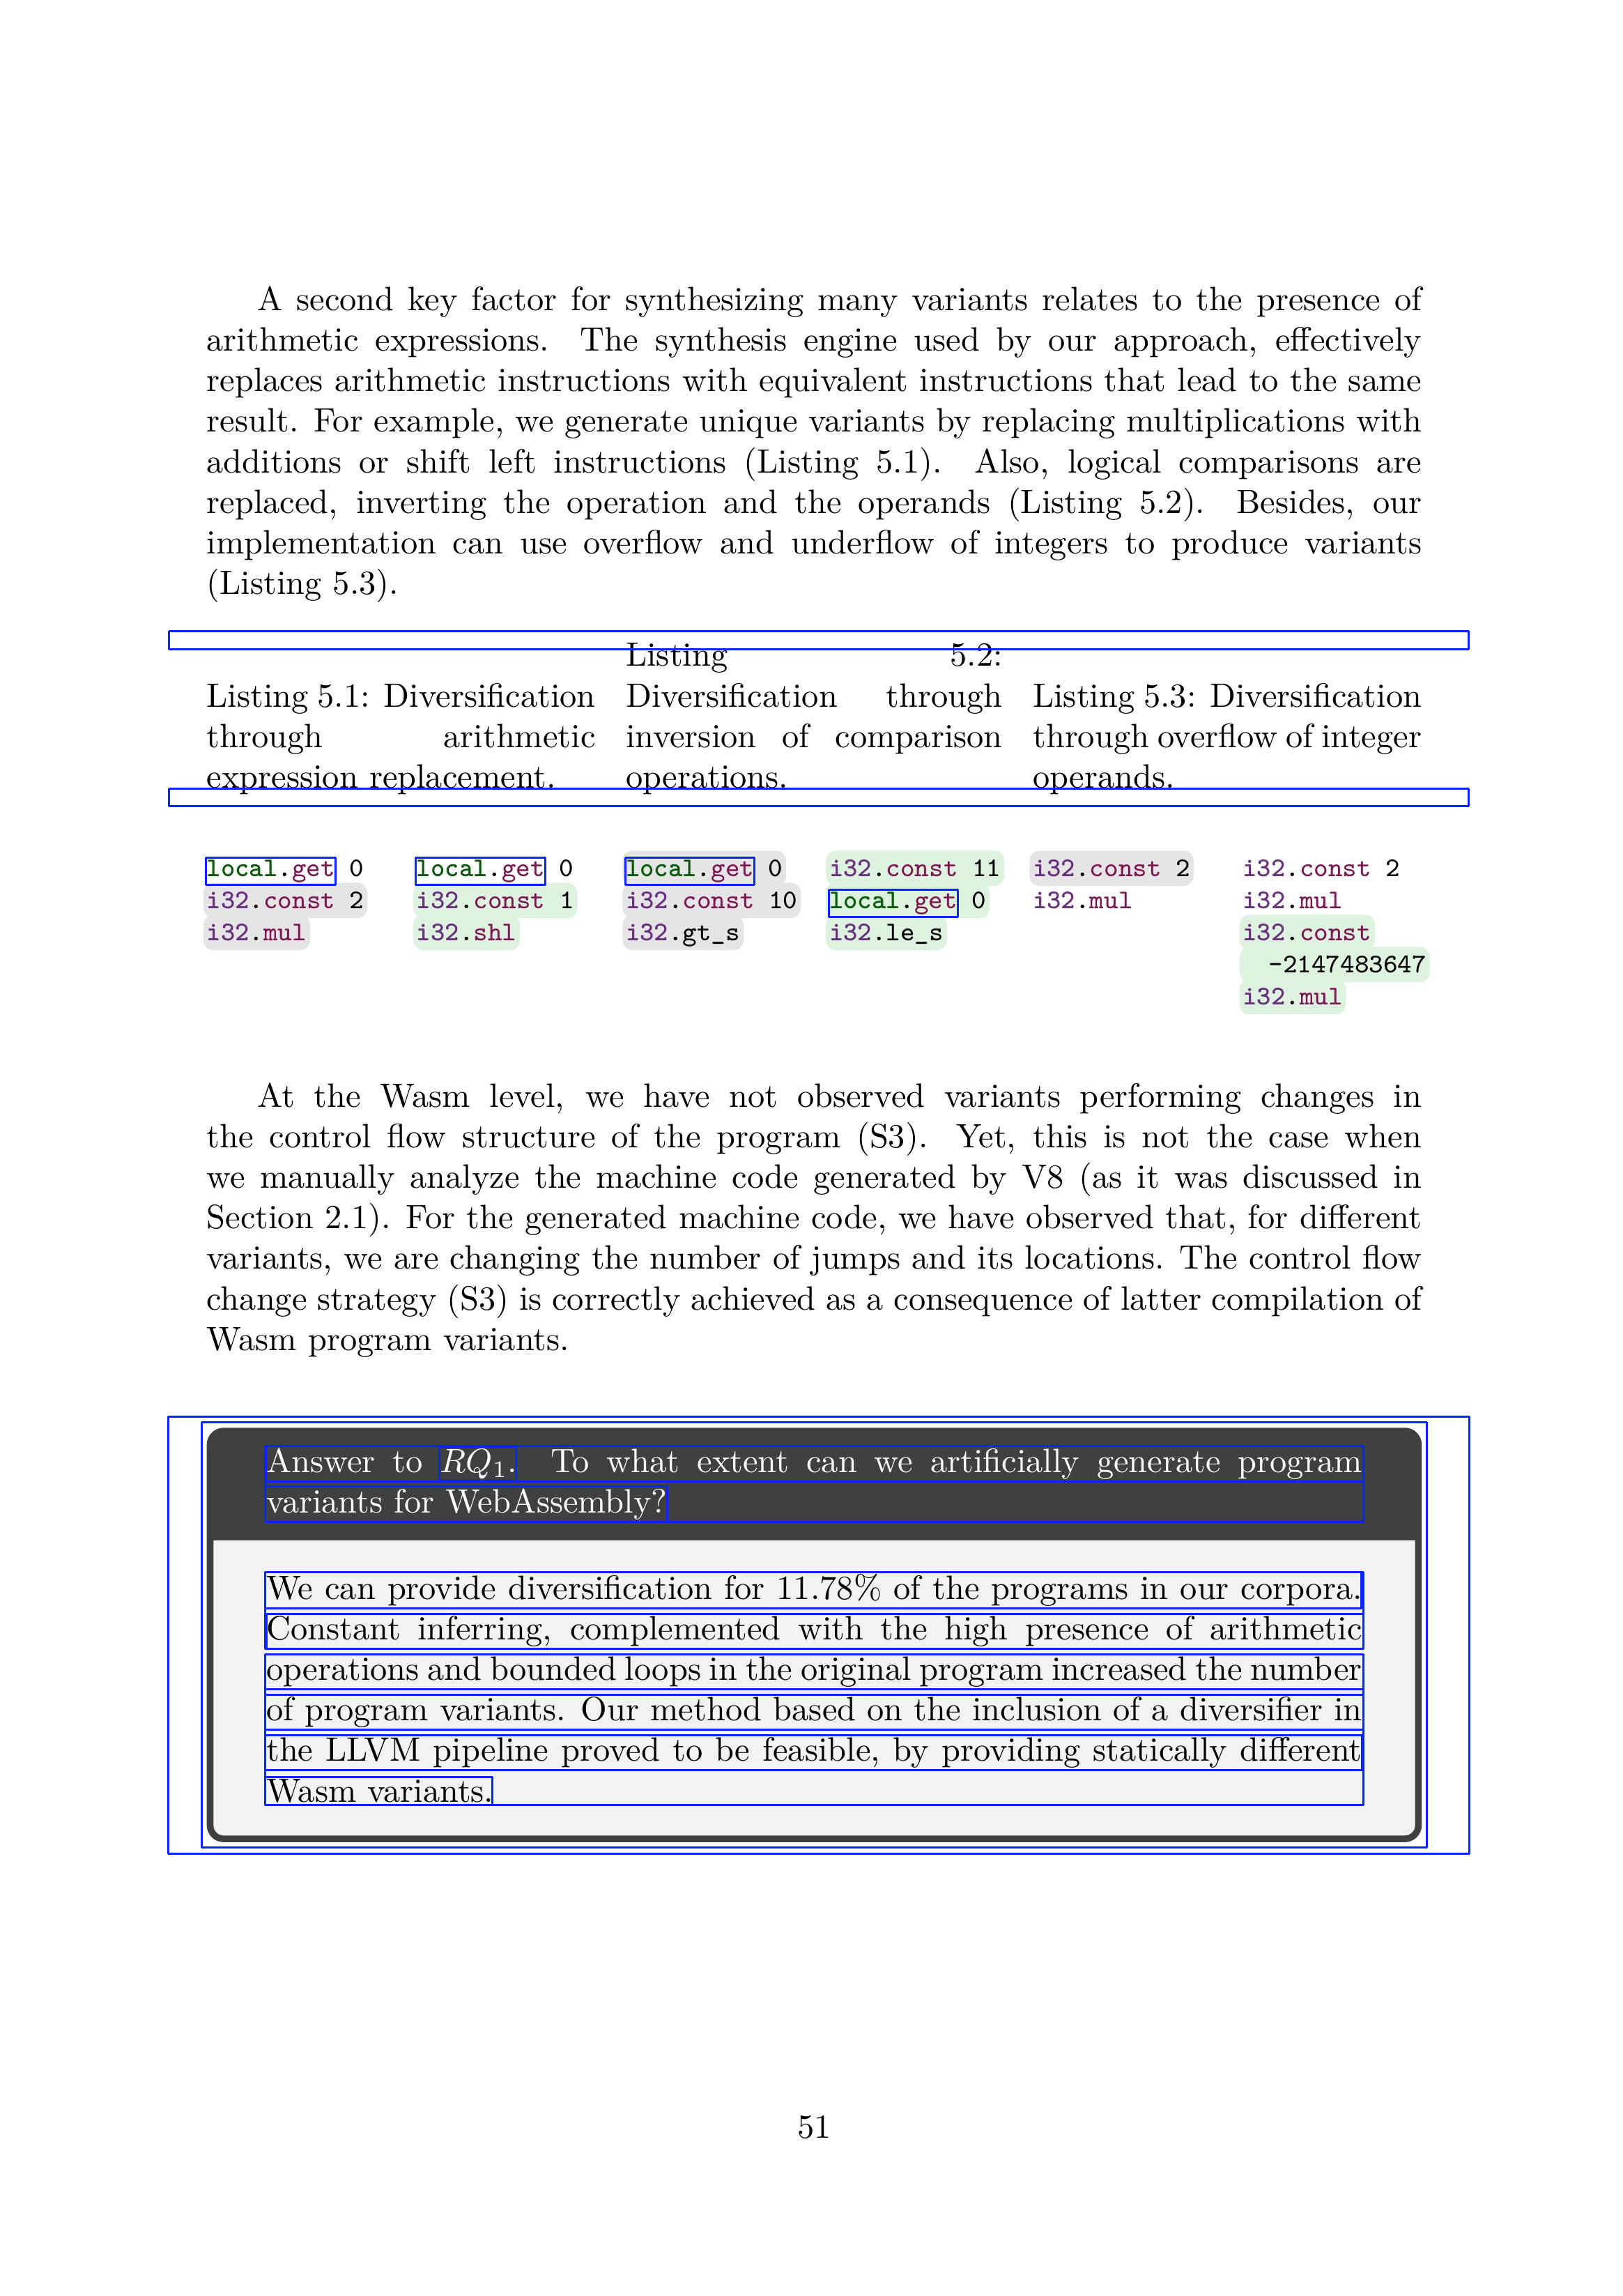 A second key factor for synthesizing many variants relates to the presence of
arithmetic expressions. The synthesis engine used by our approach, effectively
replaces arithmetic instructions with equivalent instructions that lead to the same
result. For example, we generate unique variants by replacing multiplications with
additions or shift left instructions (Listing 5.1). Also, logical comparisons are
replaced, inverting the operation and the operands (Listing 5.2). Besides, our
implementation can use overflow and underflow of integers to produce variants
(Listing 5.3).
Listing 5.1: Diversification
through arithmetic
expression replacement.
local.get 0
i32.const 2
i32.mul
local.get 0
i32.const 1
i32.shl
Listing 5.2:
Diversification through
inversion of comparison
operations.
local.get 0
i32.const 10
i32.gt_s
i32.const 11
local.get 0
i32.le_s
Listing 5.3: Diversification
through overflow of integer
operands.
i32.const 2
i32.mul
i32.const 2
i32.mul
i32.const
-2147483647
i32.mul
At the Wasm level, we have not observed variants performing changes in
the control flow structure of the program (S3). Yet, this is not the case when
we manually analyze the machine code generated by V8 (as it was discussed in
Section 2.1). For the generated machine code, we have observed that, for different
variants, we are changing the number of jumps and its locations. The control flow
change strategy (S3) is correctly achieved as a consequence of latter compilation of
Wasm program variants.
Answer to RQ₁. To what extent can we artificially generate program
variants for WebAssembly?
We can provide diversification for 11.78% of the programs in our corpora.
Constant inferring, complemented with the high presence of arithmetic
operations and bounded loops in the original program increased the number
of program variants. Our method based on the inclusion of a diversifier in
the LLVM pipeline proved to be feasible, by providing statically different
Wasm variants.
51